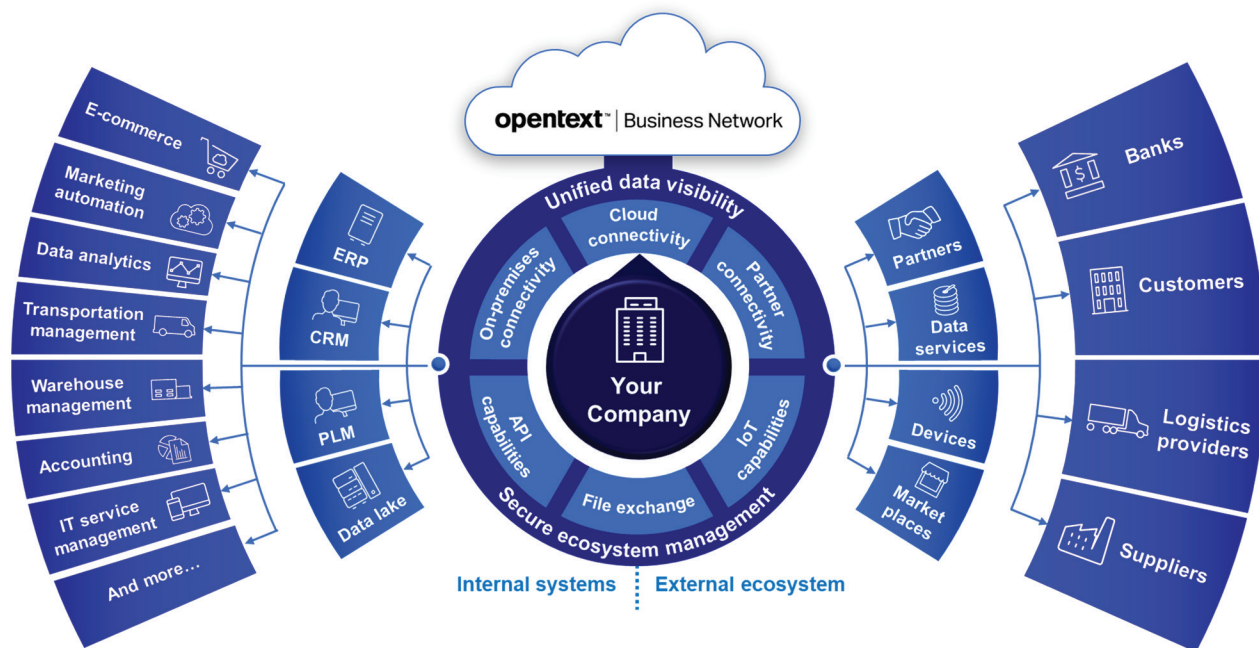 opentext™ | Business Network
E-commerce
Marketing
automation
Data analytics
Transportation
management
Warehouse
management
Accounting
IT service
management
And more…
ERP
CRM
PLM
Data lake
Unified data visibility
Cloud
connectivity
On-premises
connectivity
Partner
connectivity
Your
Company
API
capabilities
IoT
capabilities
File exchange
Secure ecosystem management
Internal systems
External ecosystem
Partners
Data
services
Devices
Market
places
$
Banks
Customers
Logistics
providers
Suppliers